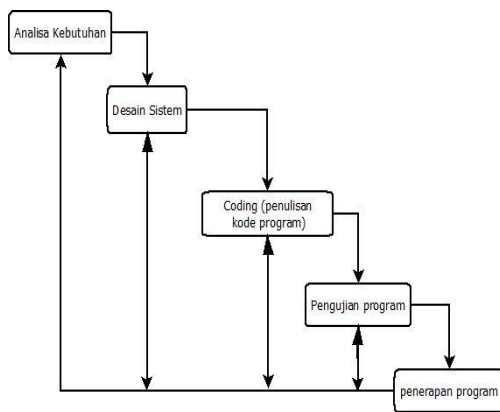 Analisa Kebutuhan
Desain Sistem
Coding (penulisan
kode program)
Pengujian program
penerapan program